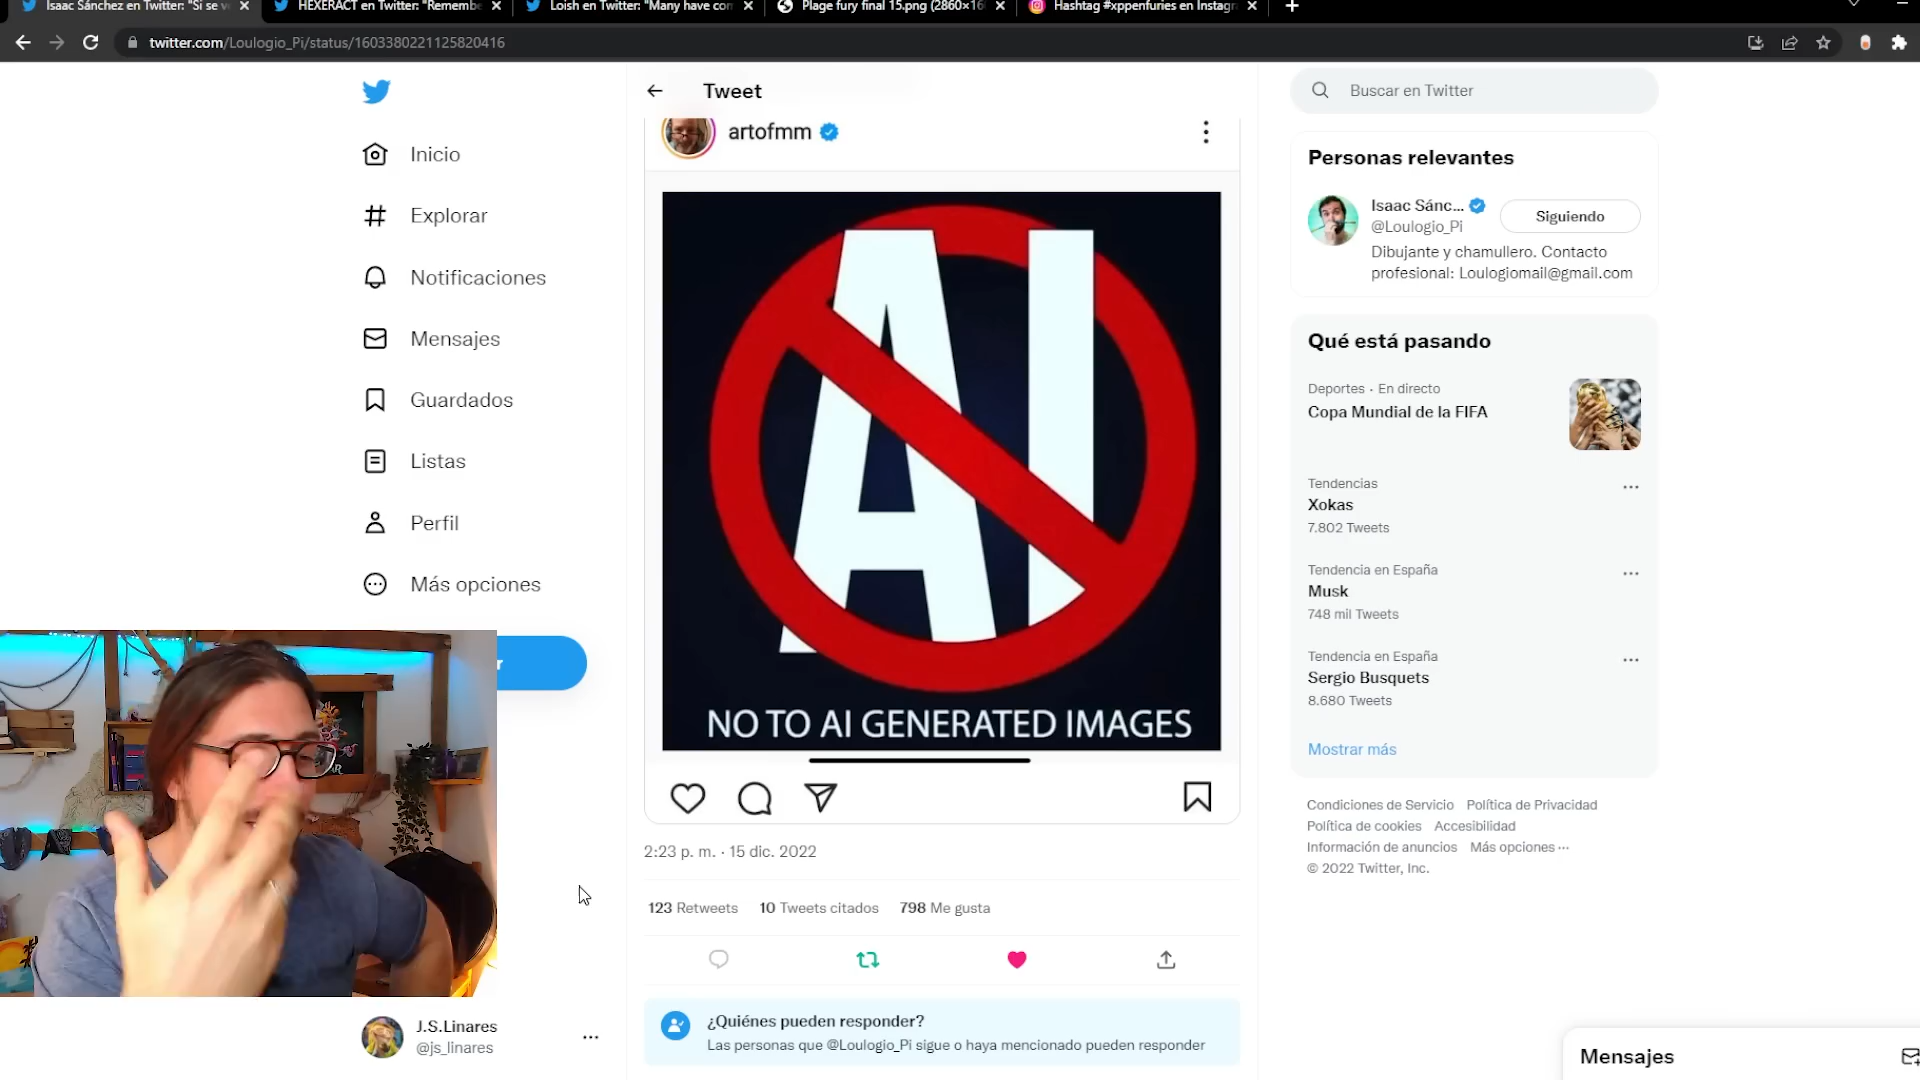 Isaac Sánchez en Twitter: "Si se v
HEXERACT en Twitter: "Remembe
Loish en Twitter: "Many have con
Plage fury final 15.png (2860×16
Hashtag #xppenfuries en Instagr
twitter.com/Loulogio_Pi/status/1603380221125820416
Inicio
Explorar
Notificaciones
Mensajes
Guardados
Listas
Perfil
Más opciones
r
J.S.Linares
@js_linares
Tweet
artofmm
AI
NO TO AI GENERATED IMAGES
2:23 p. m. · 15 dic. 2022
123 Retweets 10 Tweets citados 798 Me gusta
¿Quiénes pueden responder?
Las personas que @Loulogio_Pi sigue o haya mencionado pueden responder
Buscar en Twitter
Personas relevantes
Isaac Sánc...
@Loulogio_Pi
Siguiendo
Dibujante y chamullero. Contacto
profesional: Loulogiomail@gmail.com
Qué está pasando
Deportes · En directo
Copa Mundial de la FIFA
Tendencias
Xokas
7.802 Tweets
Tendencia en España
Musk
748 mil Tweets
Tendencia en España
Sergio Busquets
8.680 Tweets
Mostrar más
Condiciones de Servicio Política de Privacidad
Política de cookies Accesibilidad
Información de anuncios Más opciones ···
© 2022 Twitter, Inc.
Mensajes